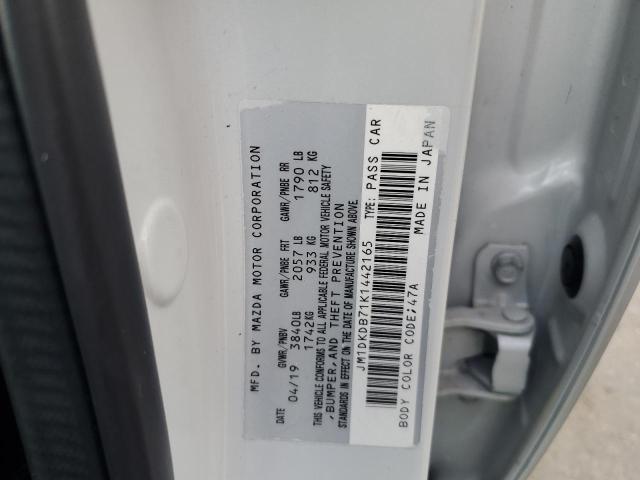 MFD. BY MAZDA MOTOR CORPORATION
DATE GVWR/PNBV GAWR/PNBE FRT GAWR/PNBE RR
04/19 3840LB 2057 LB 1790 LB
1742KG 933 KG 812 KG
THIS VEHICLE CONFORMS TO ALL APPLICABLE FEDERAL MOTOR VEHICLE SAFETY
,BUMPER,AND THEFT PREVENTION
STANDARDS IN EFFECT ON THE DATE OF MANUFACTURE SHOWN ABOVE.
JM1DKDB71K1442165 TYPE: PASS CAR
BODY COLOR CODE:47A MADE IN JAPAN